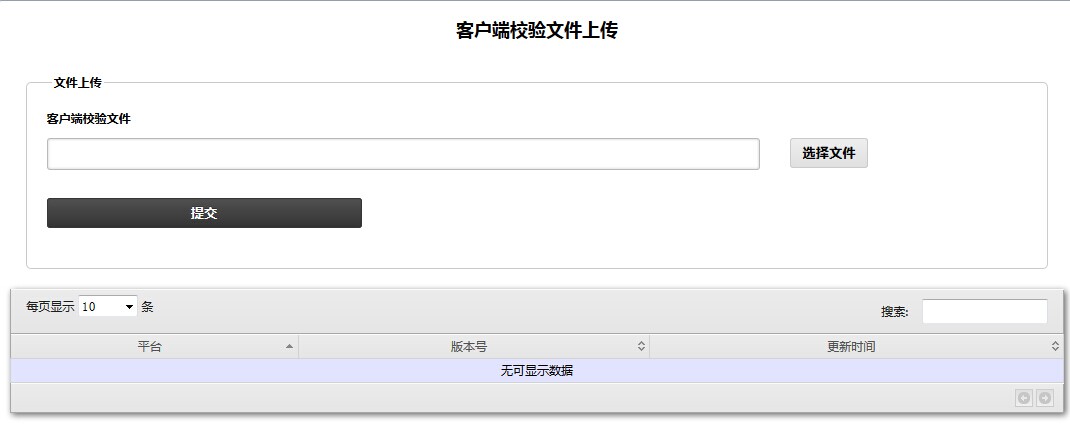 客户端校验文件上传
文件上传
客户端校验文件
选择文件
提交
每页显示 10 条
搜索:
平台 版本号 更新时间
无可显示数据